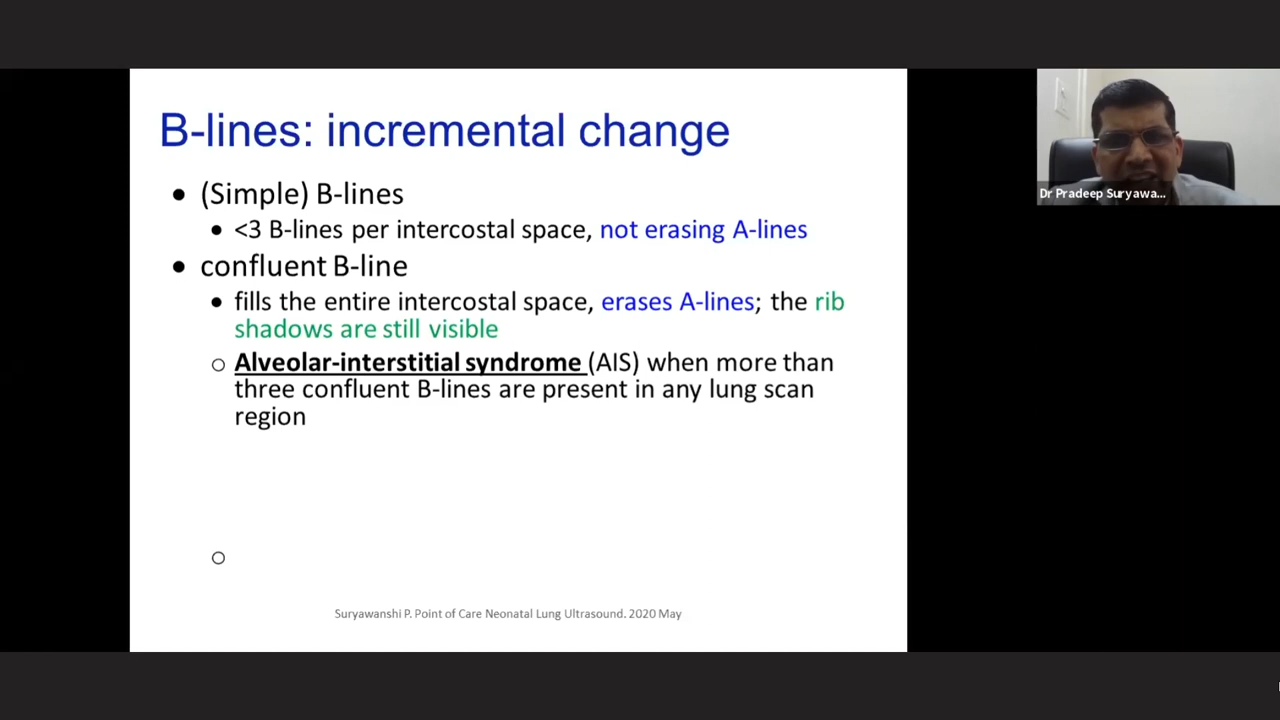 B-lines: incremental change
• (Simple) B-lines
• <3 B-lines per intercostal space, not erasing A-lines
• confluent B-line
• fills the entire intercostal space, erases A-lines; the rib
shadows are still visible
○ Alveolar-interstitial syndrome (AIS) when more than
three confluent B-lines are present in any lung scan
region
○
Suryawanshi P. Point of Care Neonatal Lung Ultrasound. 2020 May
Dr Pradeep Suryawa...